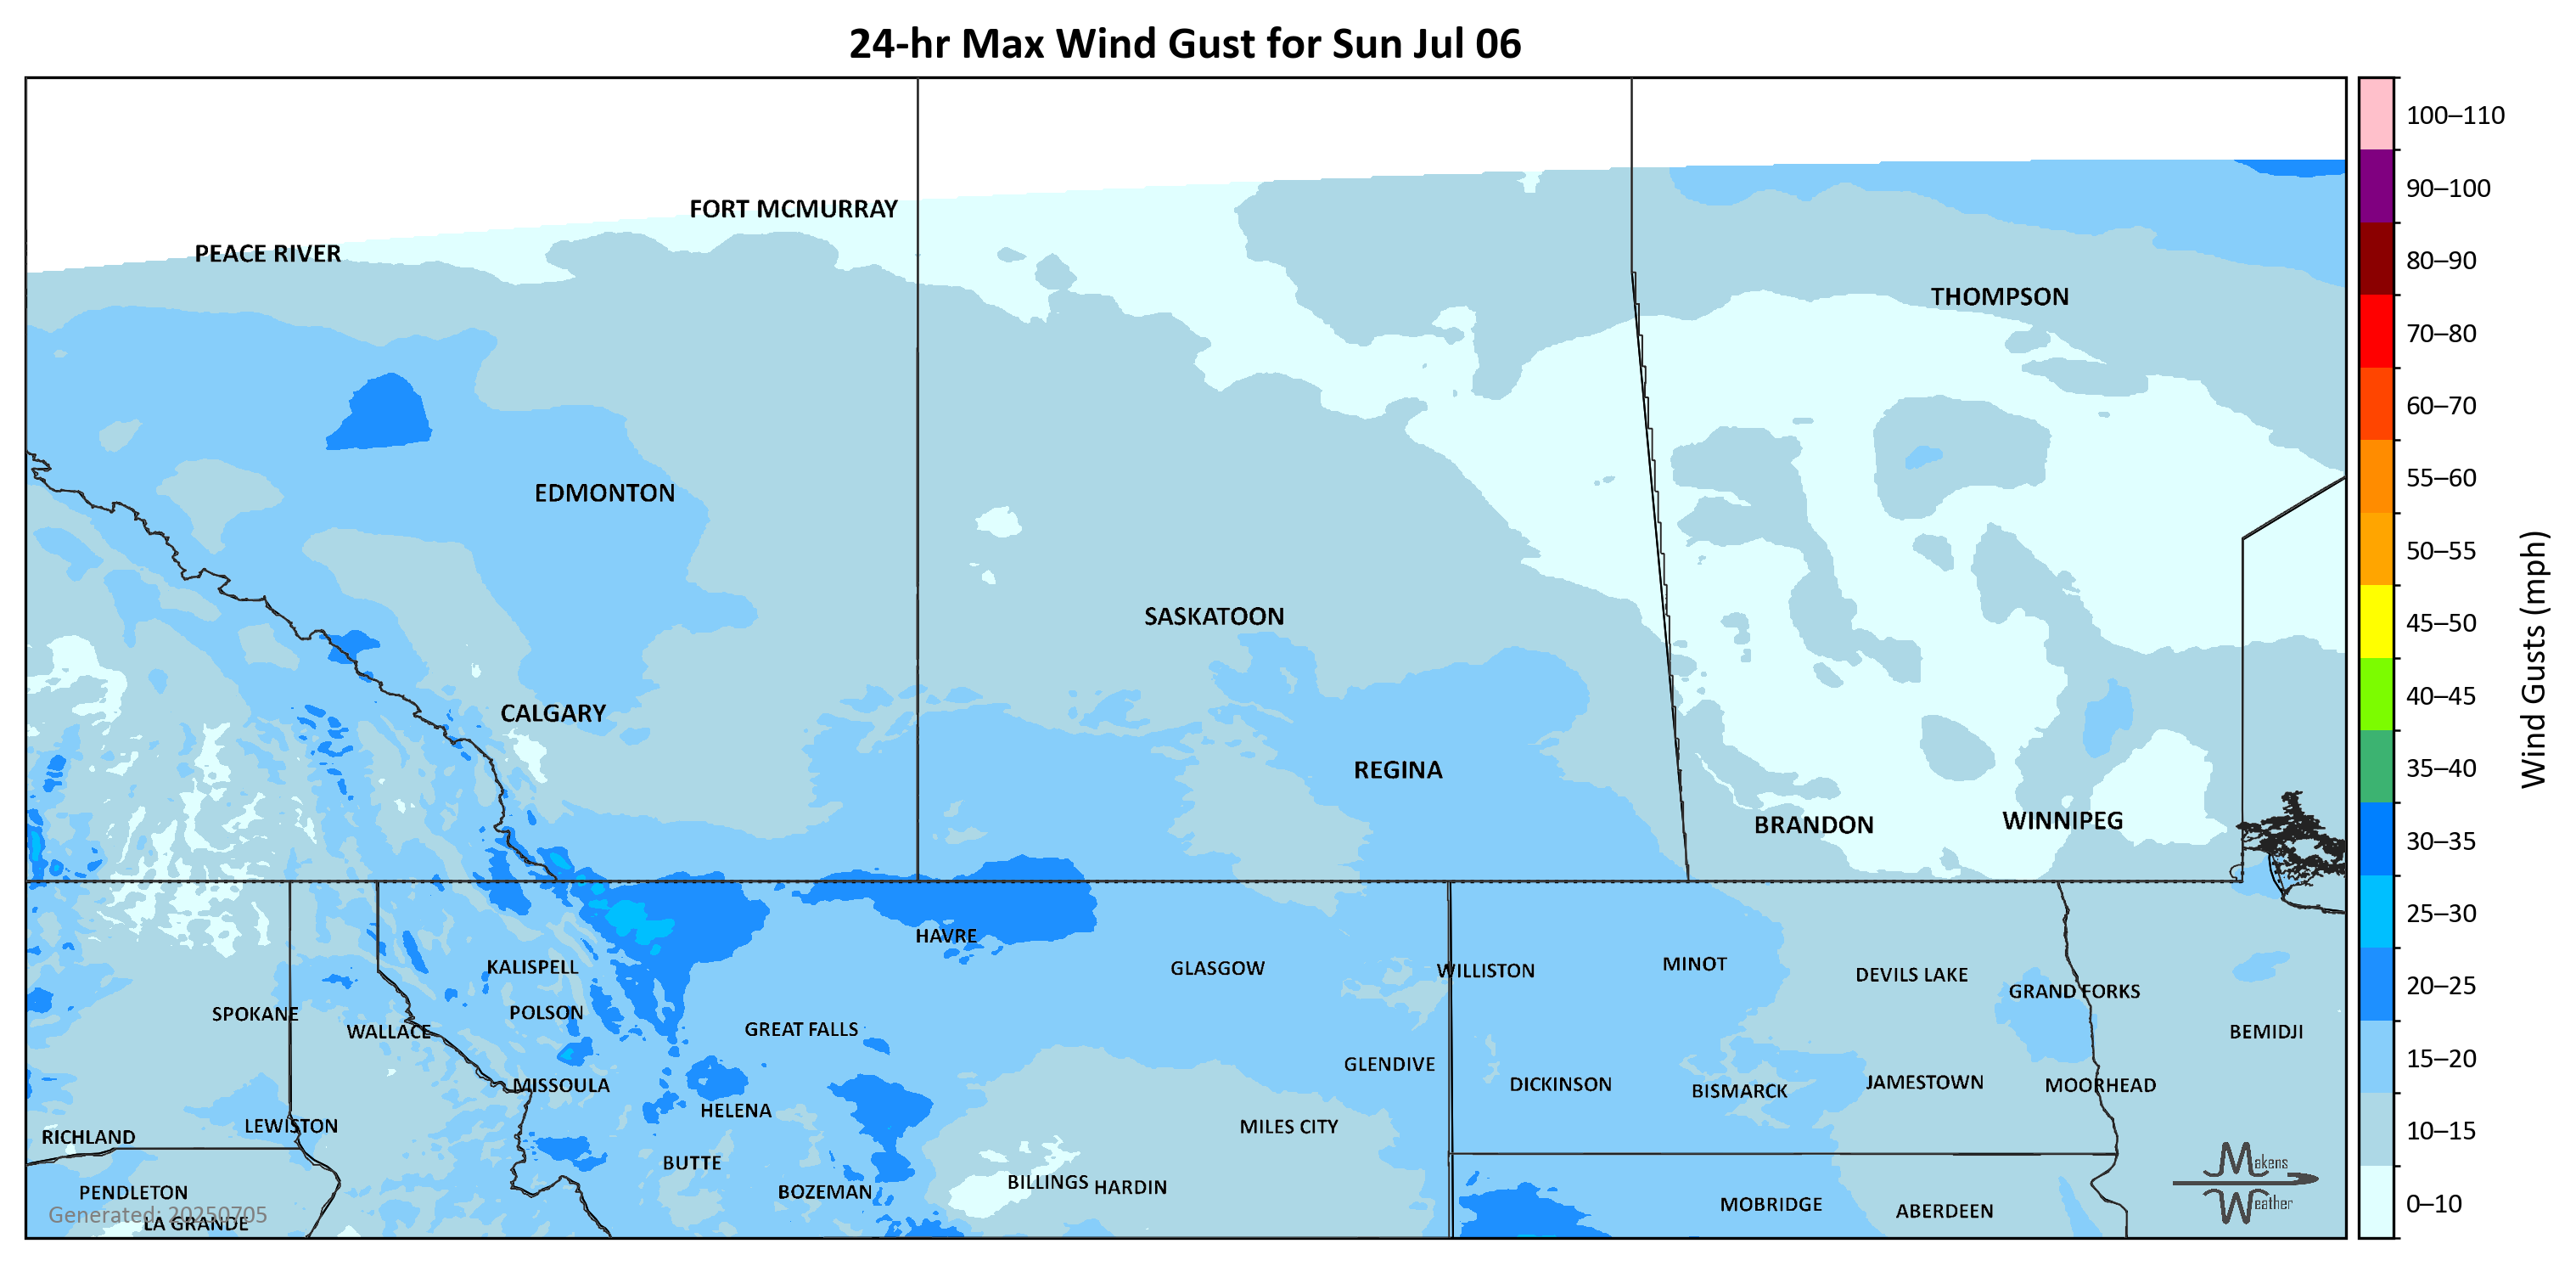 24-hr Max Wind Gust for Sun Jul 06
100–110
90–100
FORT MCMURRAY
PEACE RIVER
80–90
THOMPSON
70–80
60–70
55–60
EDMONTON
50–55
SASKATOON
45–50
Wind Gusts (mph)
40–45
CALGARY
REGINA
35–40
WINNIPEG
BRANDON
30–35
25–30
HAVRE
MINOT
KALISPELL
GLASGOW
WILLISTON
DEVILS LAKE
20–25
GRAND FORKS
POLSON
SPOKANE
GREAT FALLS
WALLACE
BEMIDJI
15–20
GLENDIVE
JAMESTOWN
DICKINSON
MISSOULA
MOORHEAD
BISMARCK
HELENA
LEWISTON
MILES CITY
10–15
RICHLAND
BUTTE
Makens
Weather
BILLINGS
HARDIN
PENDLETON
BOZEMAN
MOBRIDGE
0–10
ABERDEEN
Generated: 20250705
LA GRANDE